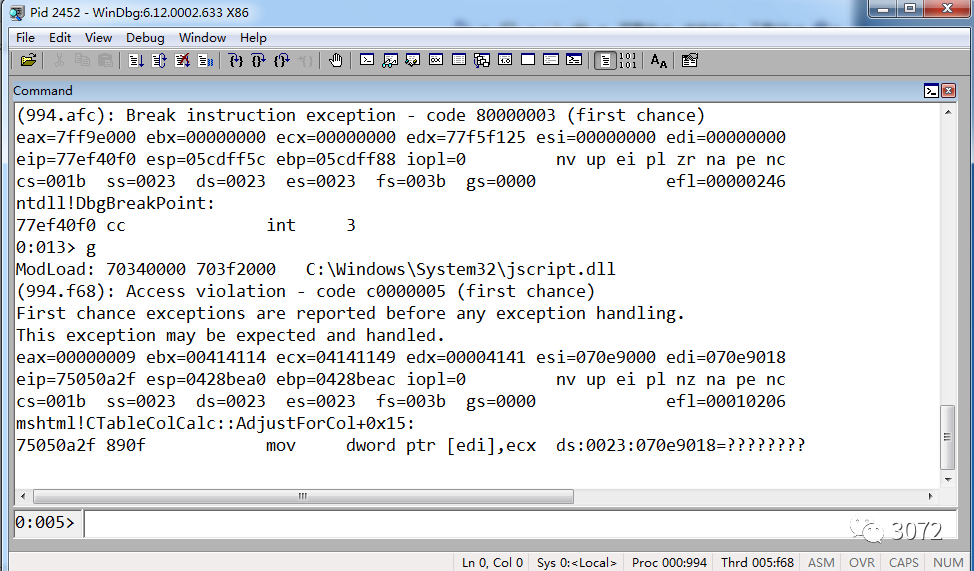 Pid 2452 - WinDbg:6.12.0002.633 X86
File Edit View Debug Window Help
Command
(994.afc): Break instruction exception - code 80000003 (first chance)
eax=7ff9e000 ebx=00000000 ecx=00000000 edx=77f5f125 esi=00000000 edi=00000000
eip=77ef40f0 esp=05cdff5c ebp=05cdff88 iopl=0         nv up ei pl zr na pe nc
cs=001b  ss=0023  ds=0023  es=0023  fs=003b  gs=0000             efl=00000246
ntdll!DbgBreakPoint:
77ef40f0 cc              int     3
0:013> g
ModLoad: 70340000 703f2000   C:\Windows\System32\jscript.dll
(994.f68): Access violation - code c0000005 (first chance)
First chance exceptions are reported before any exception handling.
This exception may be expected and handled.
eax=00000009 ebx=00414114 ecx=04141149 edx=00004141 esi=070e9000 edi=070e9018
eip=75050a2f esp=0428bea0 ebp=0428beac iopl=0         nv up ei pl nz na pe nc
cs=001b  ss=0023  ds=0023  es=0023  fs=003b  gs=0000             efl=00010206
mshtml!CTableColCalc::AdjustForCol+0x15:
75050a2f 890f            mov     dword ptr [edi],ecx  ds:0023:070e9018=????????
0:005>
3072
Ln 0, Col 0 Sys 0:<Local> Proc 000:994 Thrd 005:f68 ASM OVR CAPS NUM